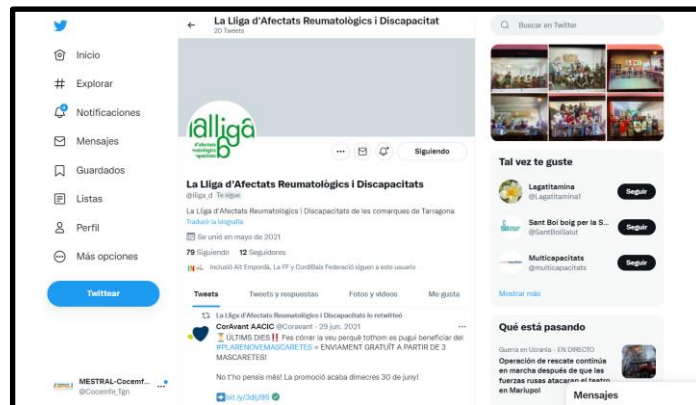 Inicio
Explorar
Notificaciones
Mensajes
Guardados
Listas
Perfil
Más opciones
Twittear
MESTRAL-Cocemf...
@Cocemfe_Tgn
La Lliga d'Afectats Reumatològics i Discapacitat
20 Tweets
lalliga
d'afectats
reumatològics
Siguiendo
La Lliga d'Afectats Reumatològics i Discapacitats
@lliga_d Te sigue
La Lliga d'Afectats Reumatològics i Discapacitats de les comarques de Tarragona
Traducir la biografía
Se unió en mayo de 2021
79 Siguiendo 12 Seguidores
Inclusió Alt Empordà, La FF y CordiBaix Federació siguen a este usuario
Tweets Tweets y respuestas Fotos y vídeos Me gusta
La Lliga d'Afectats Reumatològics i Discapacitats lo retwitteó
CorAvant AACIC @Coravant · 29 jun. 2021
ÚLTIMS DIES !! Fes córrer la veu perquè tothom es pugui beneficiar del
#PLARENOVEMASCARETES = ENVIAMENT GRATUÏT A PARTIR DE 3
MASCARETES!
No t'ho pensis més! La promoció acaba dimecres 30 de juny!
Buscar en Twitter
Tal vez te guste
Lagatitamina
@Lagatitamina1
Seguir
Sant Boi boig per la S...
@SantBoiSalut
Seguir
Multicapacitats
@multicapacitats
Seguir
Mostrar más
Qué está pasando
Guerra en Ucrania · EN DIRECTO
Operación de rescate continúa
en marcha después de que las
fuerzas rusas atacaran el teatro
en Mariupol
Mensajes